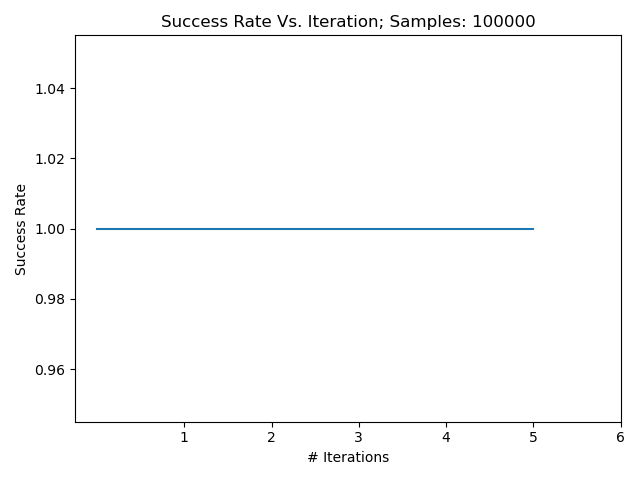 Success Rate Vs. Iteration; Samples: 100000
1.04
1.02
1.00
0.98
0.96
Success Rate
1 2 3 4 5 6
# Iterations